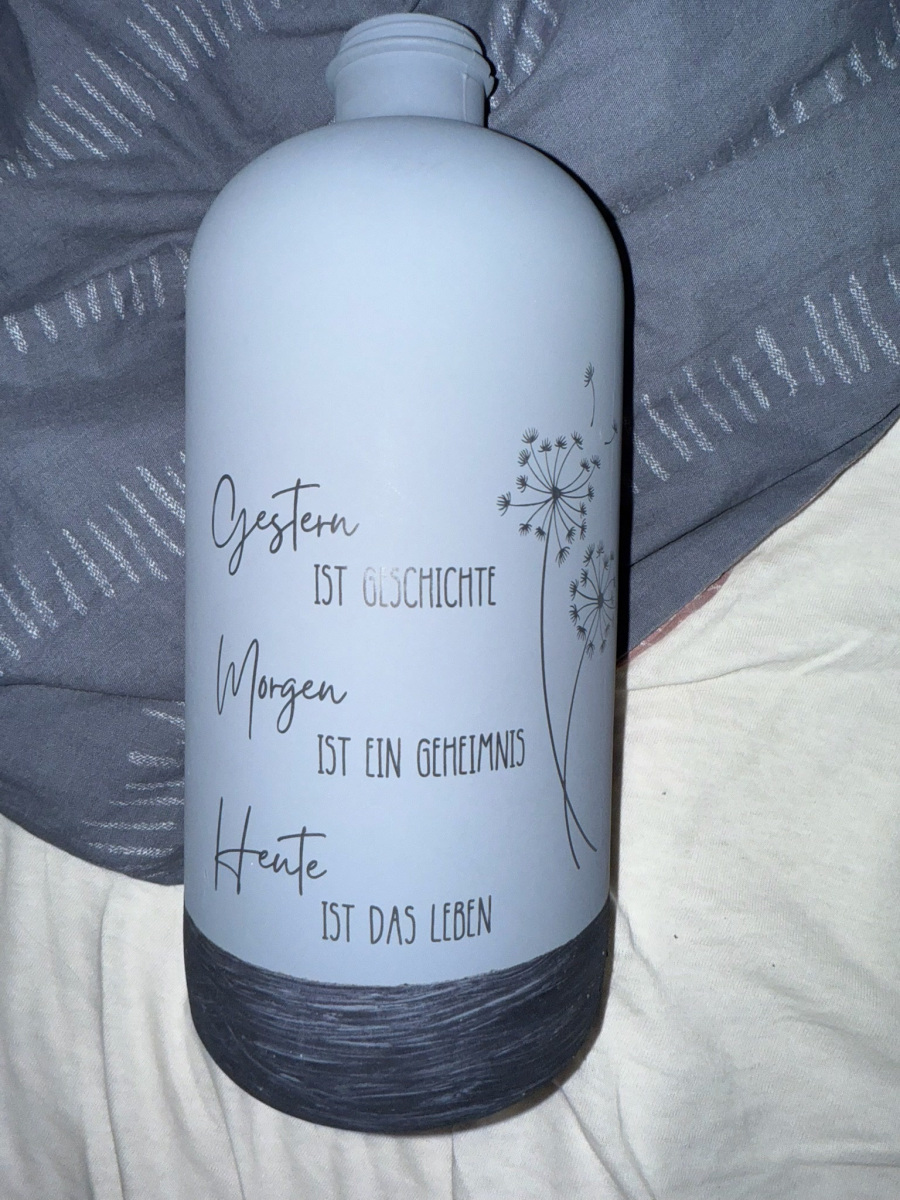 Gestern
IST GESCHICHTE
Morgen
IST EIN GEHEIMNIS
Heute
IST DAS LEBEN